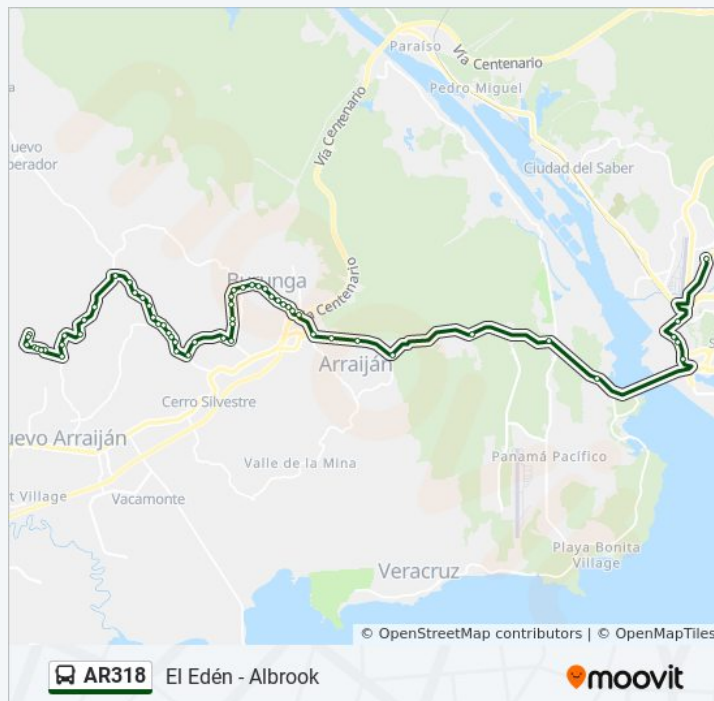 Paraíso
Vía Centenario
Pedro Miguel
Vía Centenario
Ciudad del Saber
uevo
perador
Burunga
Vía Centenario
Arraiján
Cerro Silvestre
uevo Arraiján
Valle de la Mina
Panamá Pacífico
t Village
Vacamonte
Playa Bonita
Village
Veracruz
© OpenStreetMap contributors | © OpenMapTiles
AR318 El Edén - Albrook
moovit